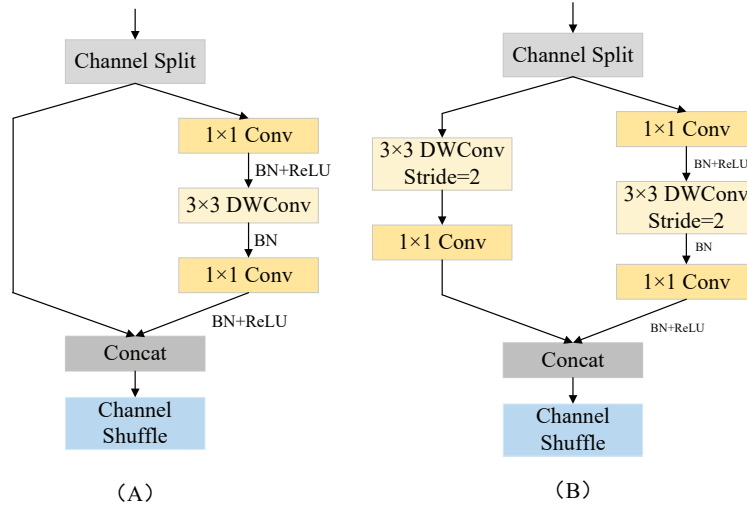 Channel Split
1×1 Conv
BN+ReLU
3×3 DWConv
BN
1×1 Conv
BN+ReLU
Concat
Channel
Shuffle
（A）
Channel Split
3×3 DWConv
Stride=2
1×1 Conv
1×1 Conv
BN+ReLU
3×3 DWConv
Stride=2
BN
1×1 Conv
BN+ReLU
Concat
Channel
Shuffle
（B）